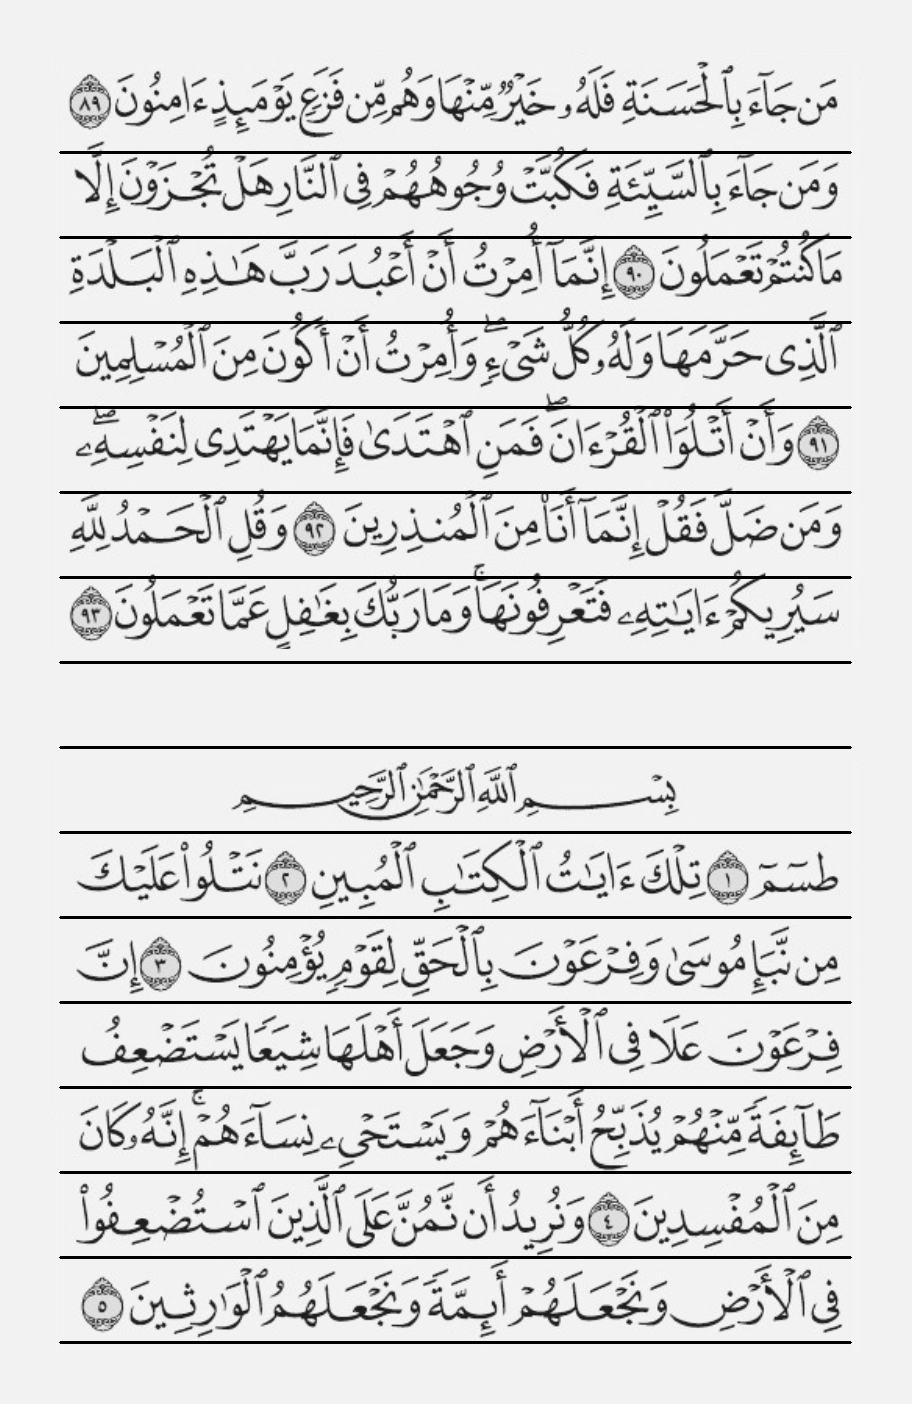 مَن جَآءَ بِٱلْحَسَنَةِ فَلَهُۥ خَيْرٌ مِّنْهَا وَهُم مِّن فَزَعٍ يَوْمَئِذٍ ءَامِنُونَ ٨٩
وَمَن جَآءَ بِٱلسَّيِّئَةِ فَكُبَّتْ وُجُوهُهُمْ فِى ٱلنَّارِ هَلْ تُجْزَوْنَ إِلَّا
مَا كُنتُمْ تَعْمَلُونَ ٩٠ إِنَّمَآ أُمِرْتُ أَنْ أَعْبُدَ رَبَّ هَـٰذِهِ ٱلْبَلْدَةِ
ٱلَّذِى حَرَّمَهَا وَلَهُۥ كُلُّ شَىْءٍۖ وَأُمِرْتُ أَنْ أَكُونَ مِنَ ٱلْمُسْلِمِينَ
٩١ وَأَنْ أَتْلُوَا۟ ٱلْقُرْءَانَۖ فَمَنِ ٱهْتَدَىٰ فَإِنَّمَا يَهْتَدِى لِنَفْسِهِۦۖ
وَمَن ضَلَّ فَقُلْ إِنَّمَآ أَنَا۠ مِنَ ٱلْمُنذِرِينَ ٩٢ وَقُلِ ٱلْحَمْدُ لِلَّهِ
سَيُرِيكُمْ ءَايَـٰتِهِۦ فَتَعْرِفُونَهَاۚ وَمَا رَبُّكَ بِغَـٰفِلٍ عَمَّا تَعْمَلُونَ ٩٣
بِسْمِ ٱللَّهِ ٱلرَّحْمَـٰنِ ٱلرَّحِيمِ
طسٓمٓ ١ تِلْكَ ءَايَـٰتُ ٱلْكِتَـٰبِ ٱلْمُبِينِ ٢ نَتْلُوا۟ عَلَيْكَ
مِن نَّبَإِ مُوسَىٰ وَفِرْعَوْنَ بِٱلْحَقِّ لِقَوْمٍ يُؤْمِنُونَ ٣ إِنَّ
فِرْعَوْنَ عَلَا فِى ٱلْأَرْضِ وَجَعَلَ أَهْلَهَا شِيَعًا يَسْتَضْعِفُ
طَآئِفَةً مِّنْهُمْ يُذَبِّحُ أَبْنَآءَهُمْ وَيَسْتَحْىِۦ نِسَآءَهُمْۚ إِنَّهُۥ كَانَ
مِنَ ٱلْمُفْسِدِينَ ٤ وَنُرِيدُ أَن نَّمُنَّ عَلَى ٱلَّذِينَ ٱسْتُضْعِفُوا۟
فِى ٱلْأَرْضِ وَنَجْعَلَهُمْ أَئِمَّةً وَنَجْعَلَهُمُ ٱلْوَٰرِثِينَ ٥